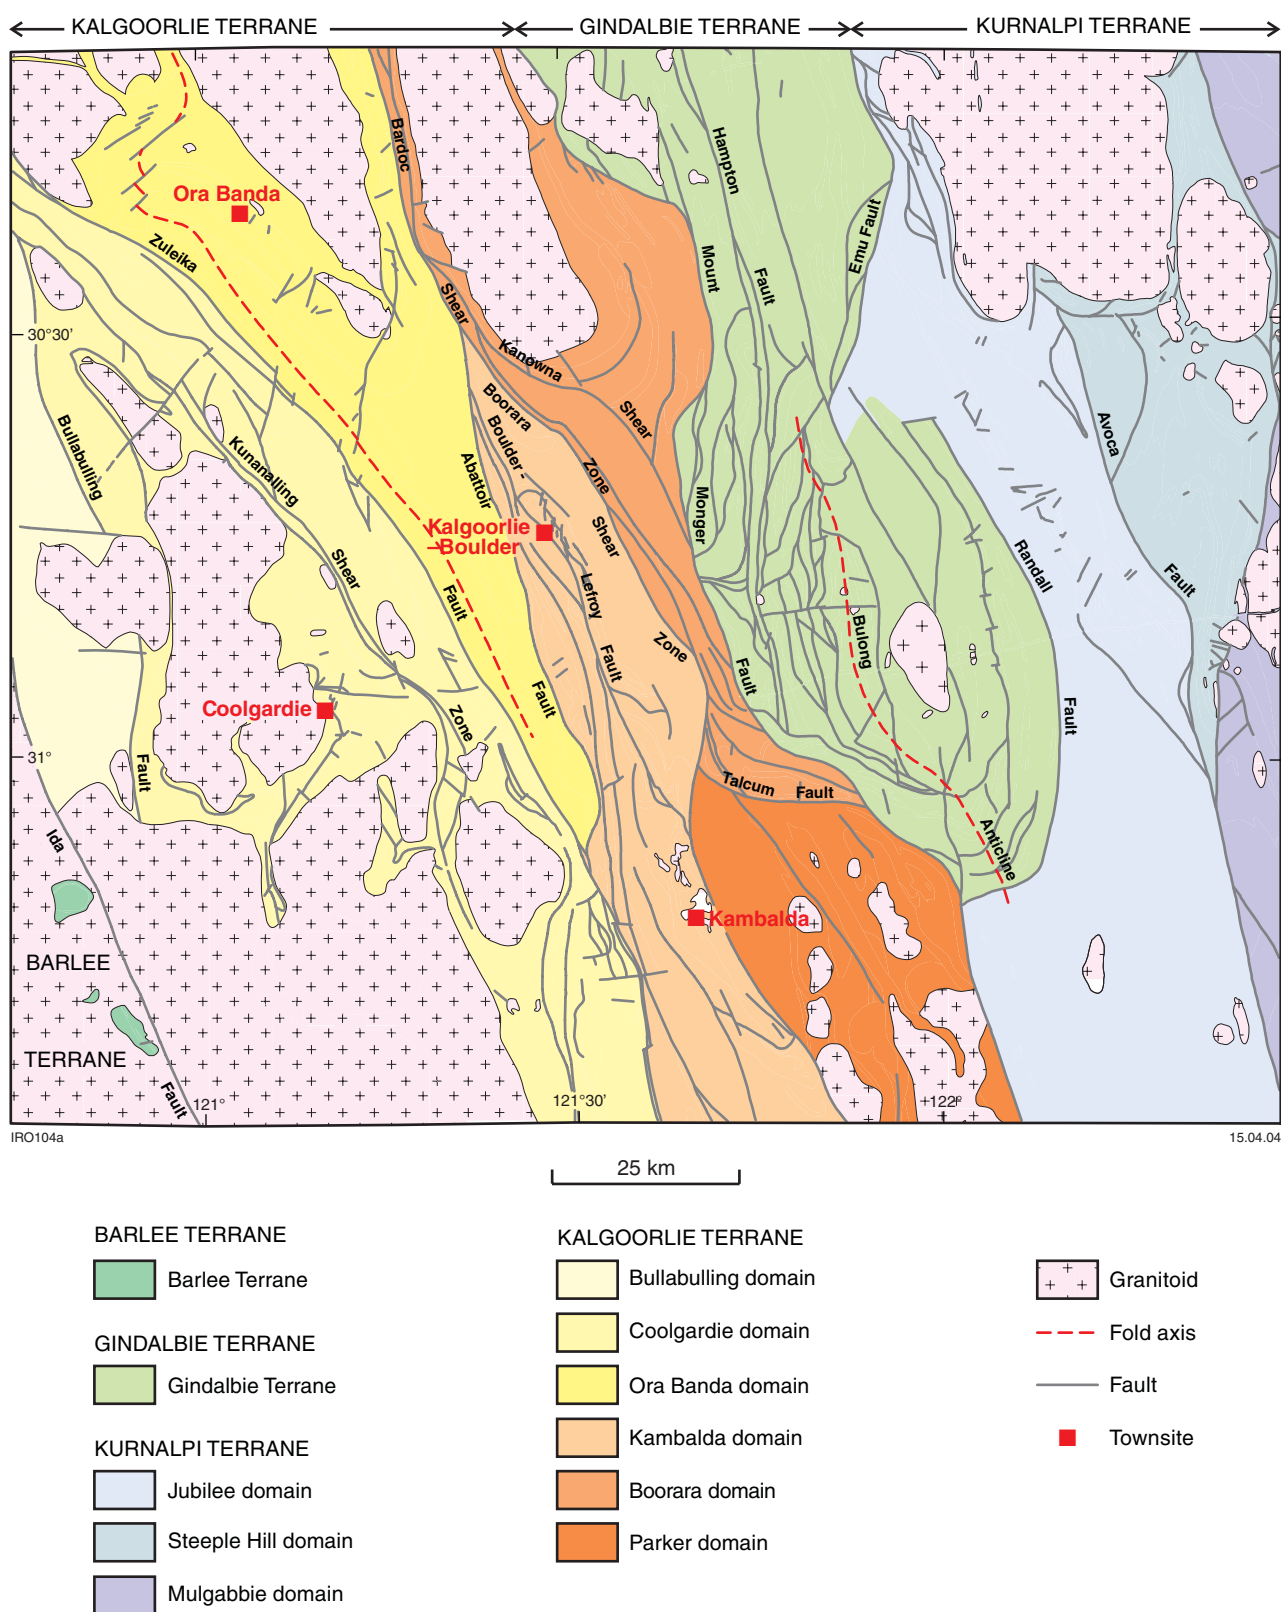 KALGOORLIE TERRANE
GINDALBIE TERRANE
KURNALPI TERRANE
Bardoc
Hampton
Ora Banda
Zuleika
Emu Fault
Mount
Fault
Shear
30°30'
Kanowna
Boorara
Shear
Bullabulling
Kunanalling
Boulder -
Abattoir
Zone
Avoca
Monger
Kalgoorlie
–Boulder
Shear
Shear
Randall
Fault
Fault
Lefroy
Zone
Bulong
Fault
Fault
Fault
Coolgardie
Zone
Fault
31°
Fault
Talcum Fault
Ida
Anticline
Kambalda
BARLEE
TERRANE
Fault
121°
121°30'
122°
IRO104a
15.04.04
25 km
BARLEE TERRANE
Barlee Terrane
GINDALBIE TERRANE
Gindalbie Terrane
KURNALPI TERRANE
Jubilee domain
Steeple Hill domain
Mulgabbie domain
KALGOORLIE TERRANE
Bullabulling domain
Coolgardie domain
Ora Banda domain
Kambalda domain
Boorara domain
Parker domain
Granitoid
Fold axis
Fault
Townsite